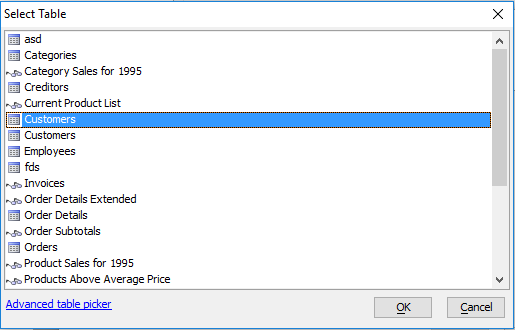 Select Table
asd
Categories
Category Sales for 1995
Creditors
Current Product List
Customers
Customers
Employees
fds
Invoices
Order Details Extended
Order Details
Order Subtotals
Orders
Product Sales for 1995
Products Above Average Price
Advanced table picker
OK
Cancel